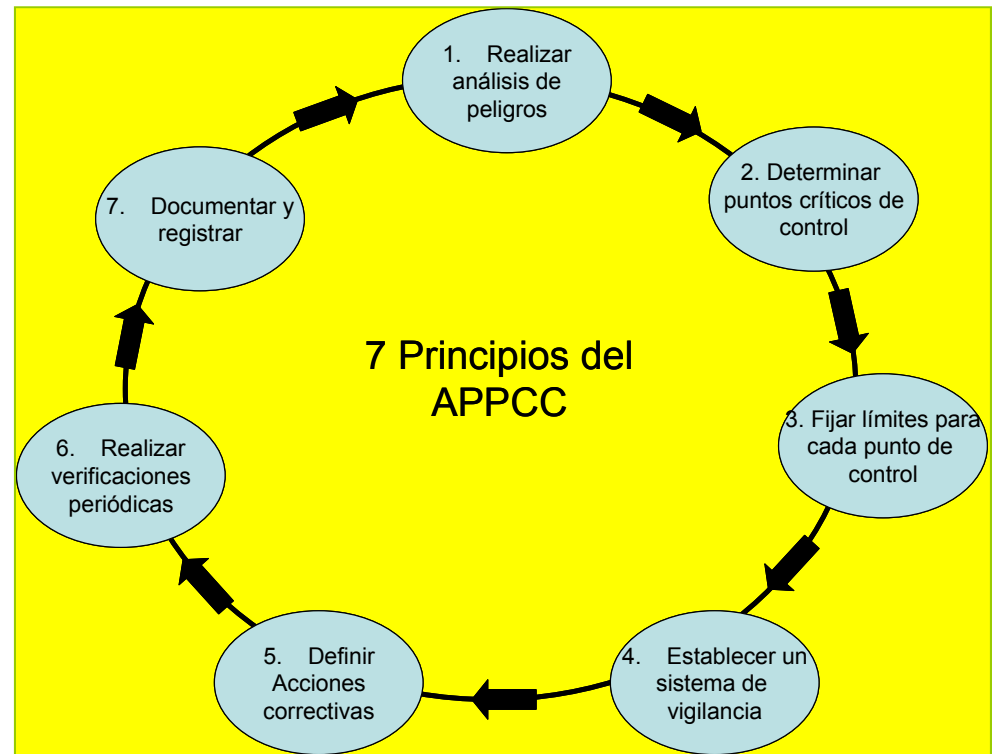 1. Realizar
análisis de
peligros
2. Determinar
puntos críticos de
control
3. Fijar límites para
cada punto de
control
4. Establecer un
sistema de
vigilancia
5. Definir
Acciones
correctivas
6. Realizar
verificaciones
periódicas
7. Documentar y
registrar
7 Principios del
APPCC